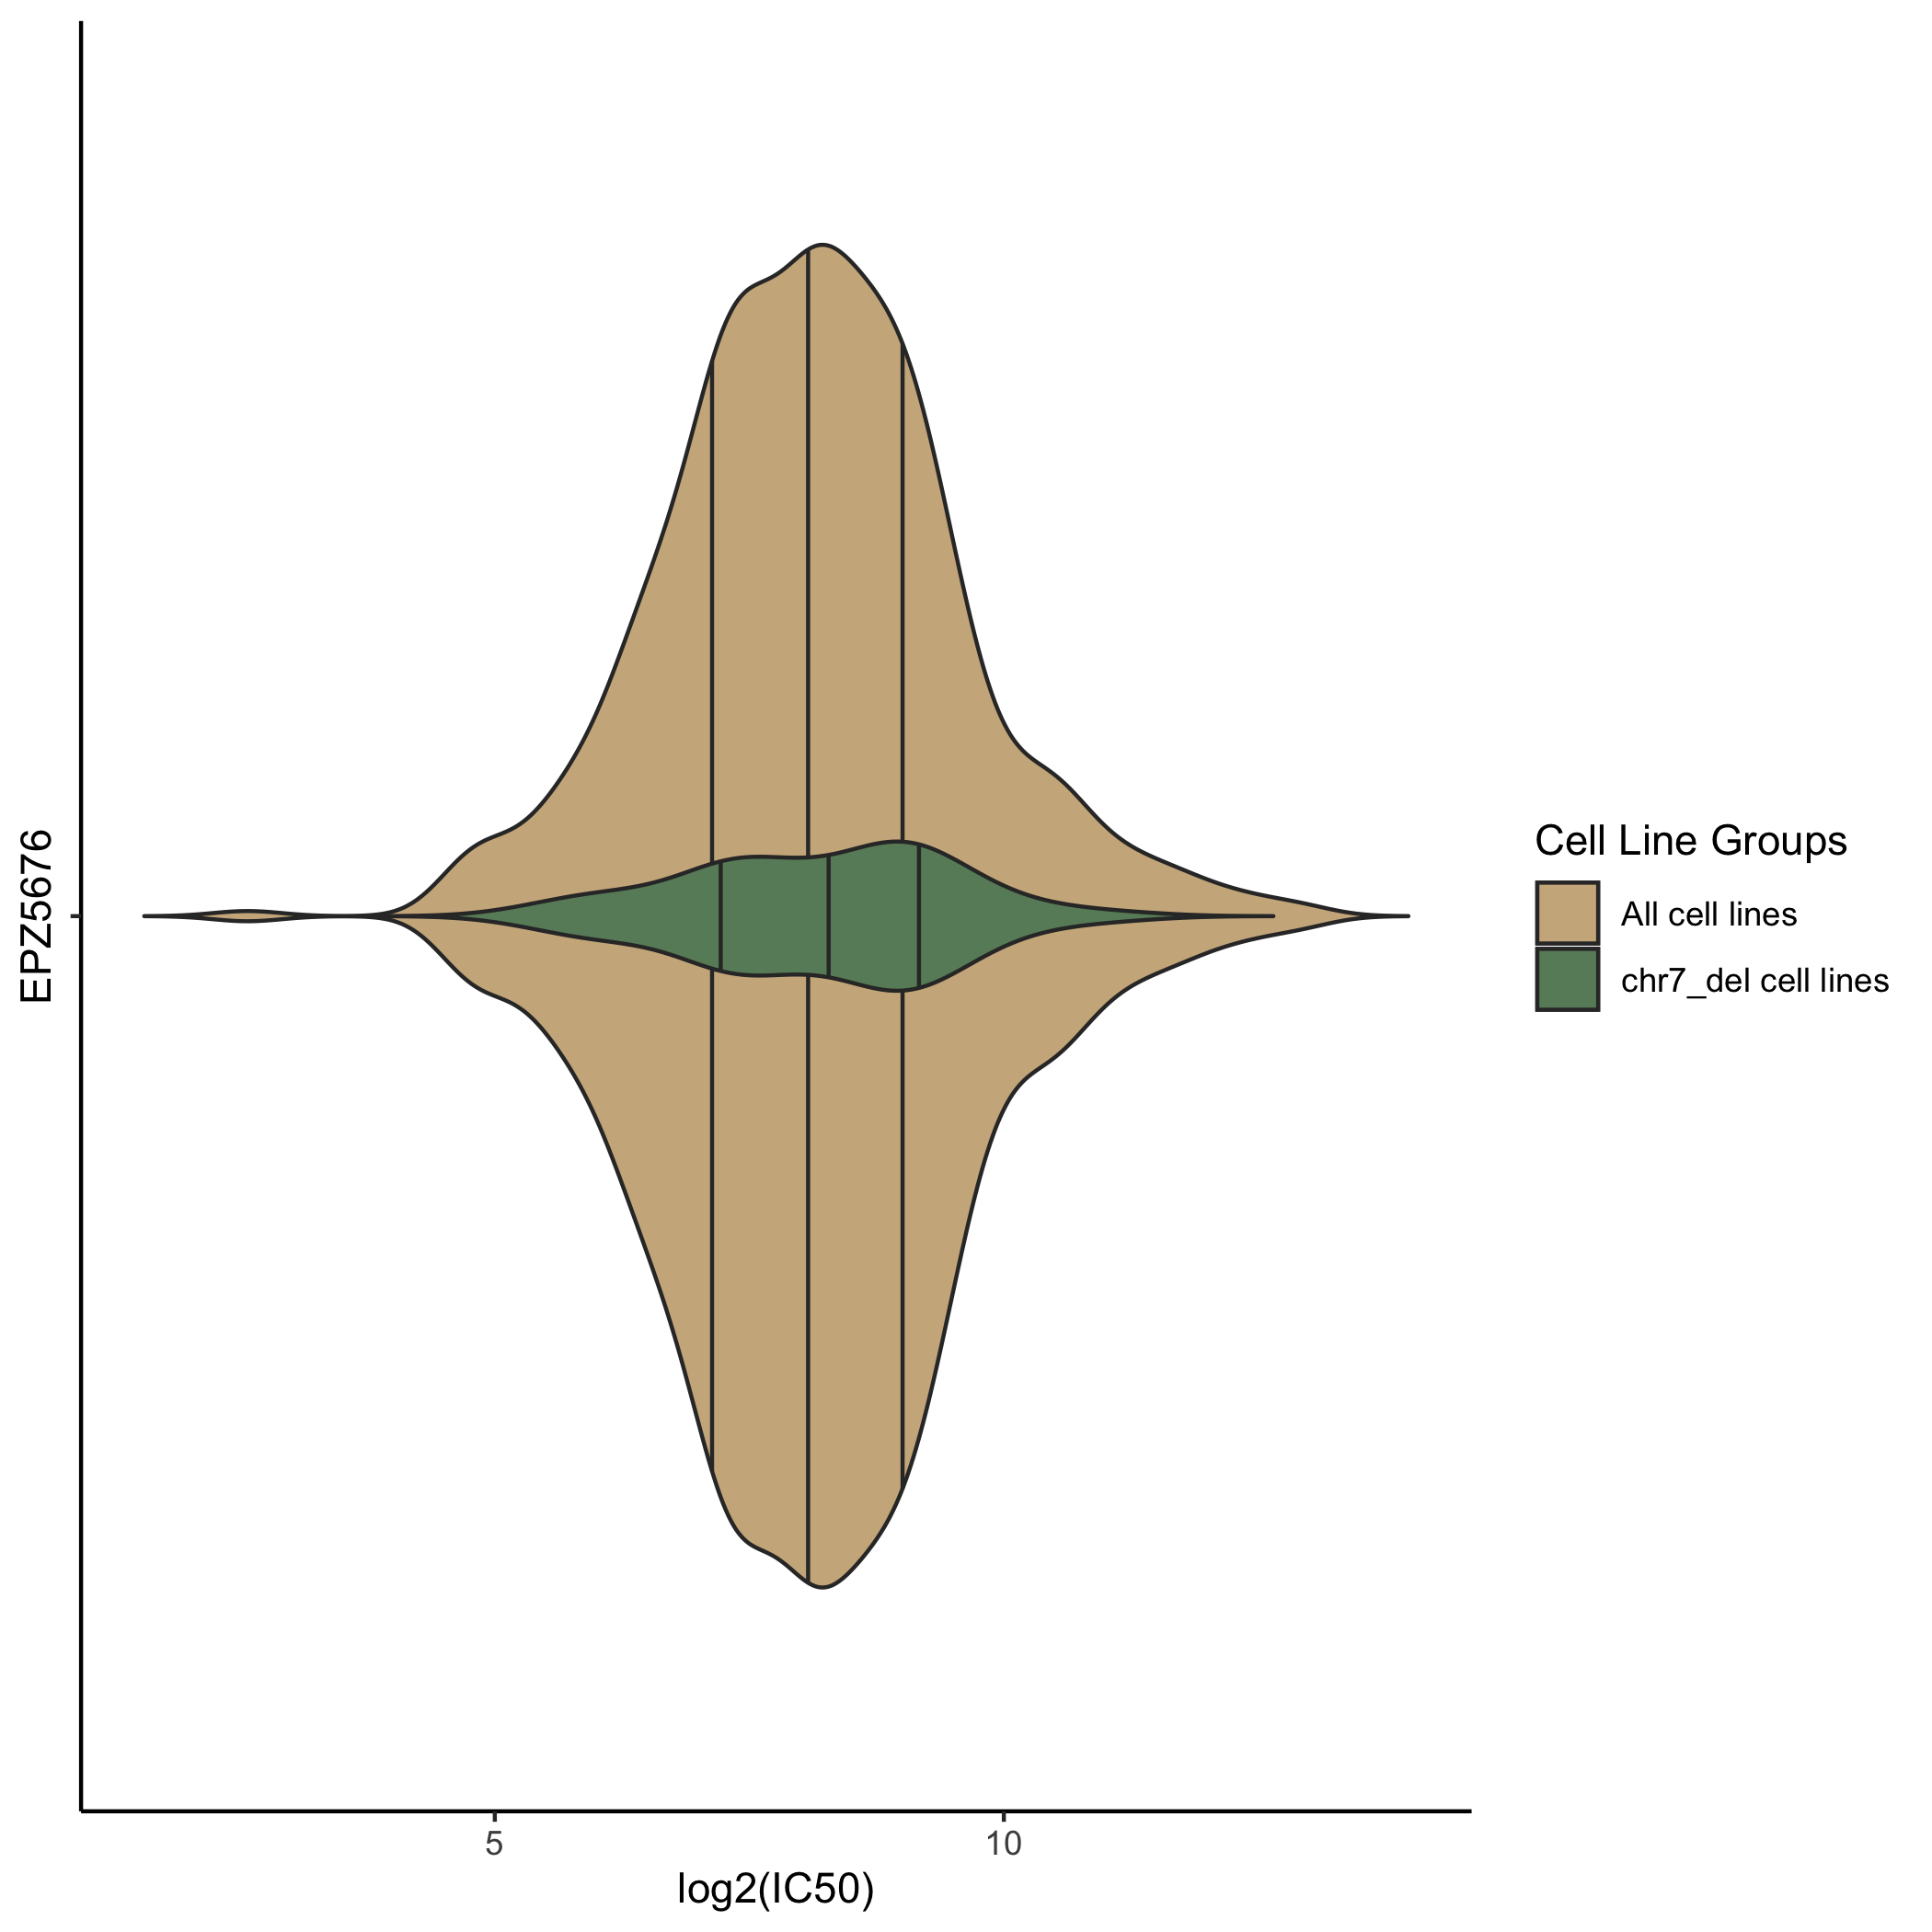 EPZ5676
5
10
log2(IC50)
Cell Line Groups
All cell lines
chr7_del cell lines